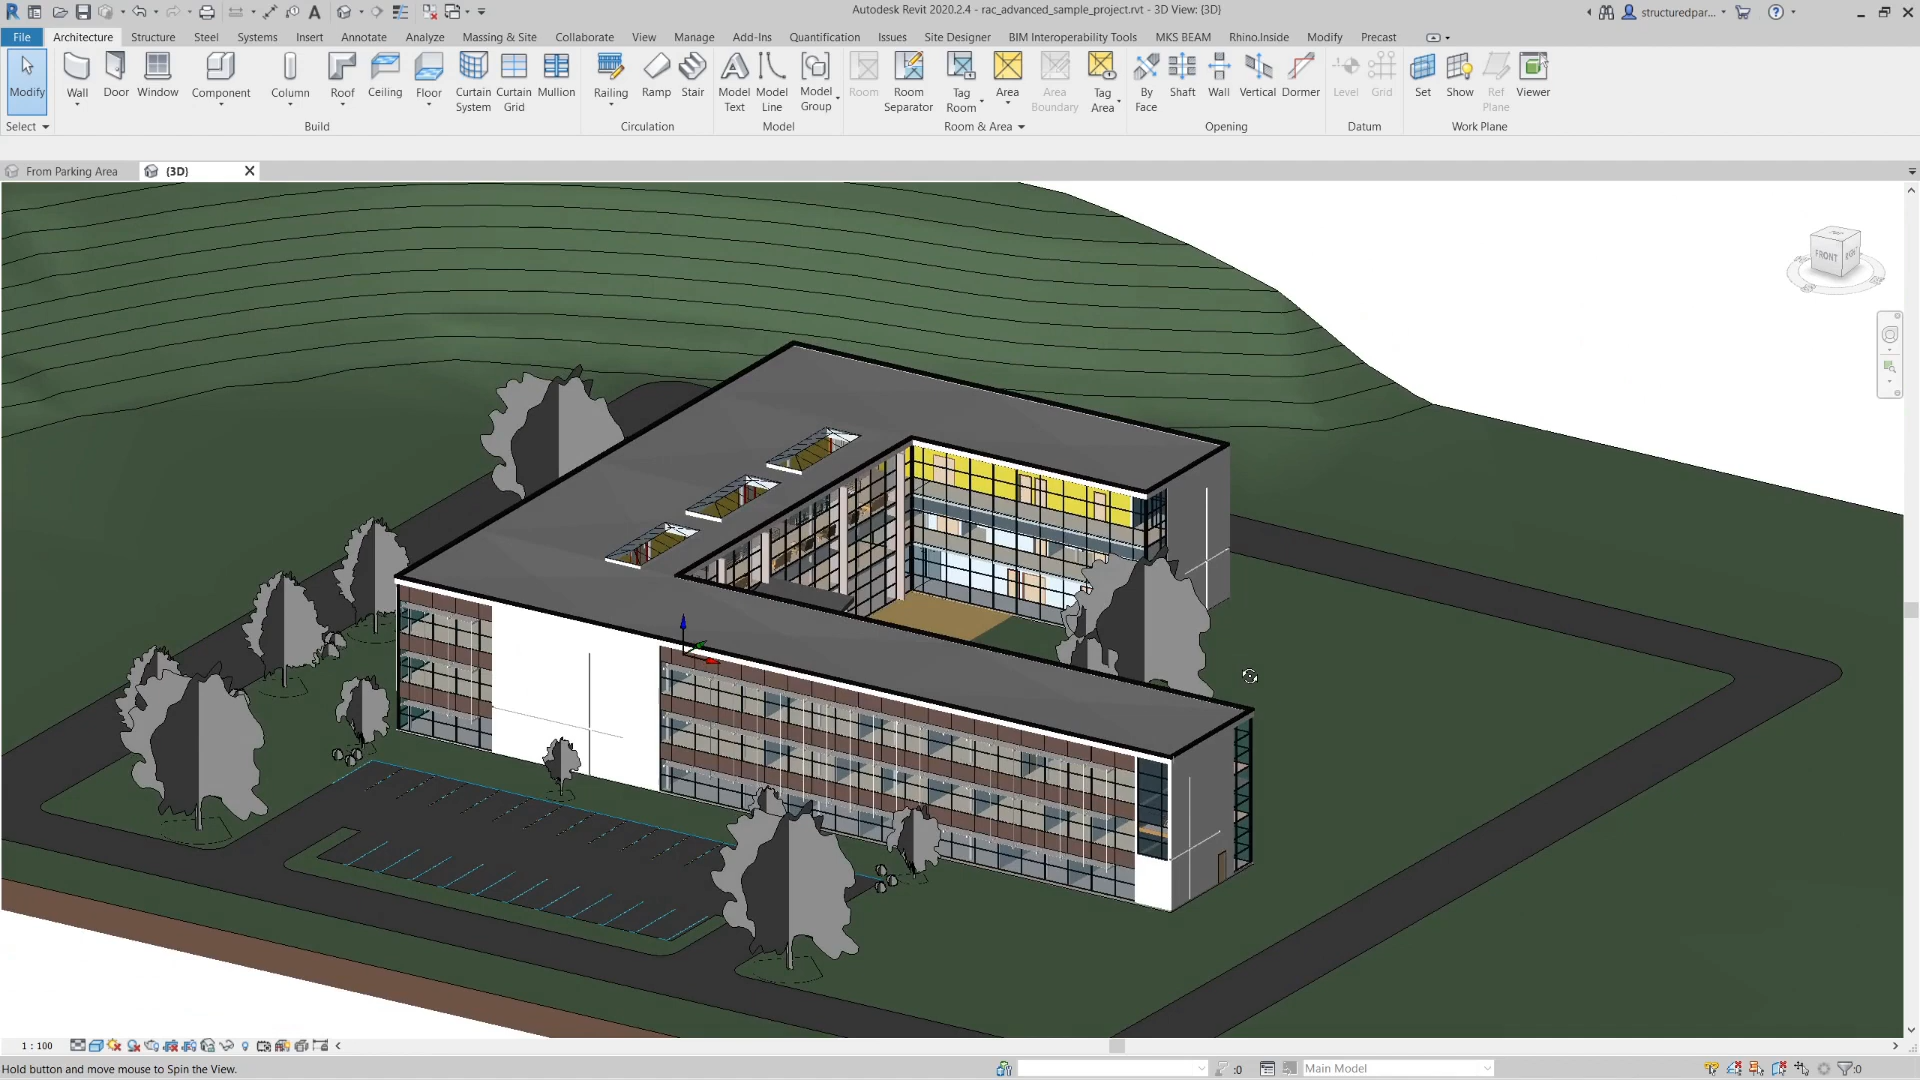 Autodesk Revit 2020.2.4 - rac_advanced_sample_project.rvt - 3D View: {3D}
structuredpar...
File Architecture Structure Steel Systems Insert Annotate Analyze Massing & Site Collaborate View Manage Add-Ins Quantification Issues Site Designer BIM Interoperability Tools MKS BEAM Rhino.Inside Modify Precast
Modify Wall Door Window Component Column Roof Ceiling Floor Curtain System Curtain Grid Mullion Railing Ramp Stair Model Text Model Line Model Group Room Room Separator Tag Room Area Area Boundary Tag Area By Face Shaft Wall Vertical Dormer Level Grid Set Show Ref Plane Viewer
Select Build Circulation Model Room & Area Opening Datum Work Plane
From Parking Area {3D}
FRONT
1 : 100
Hold button and move mouse to Spin the View.
:0
Main Model
:0